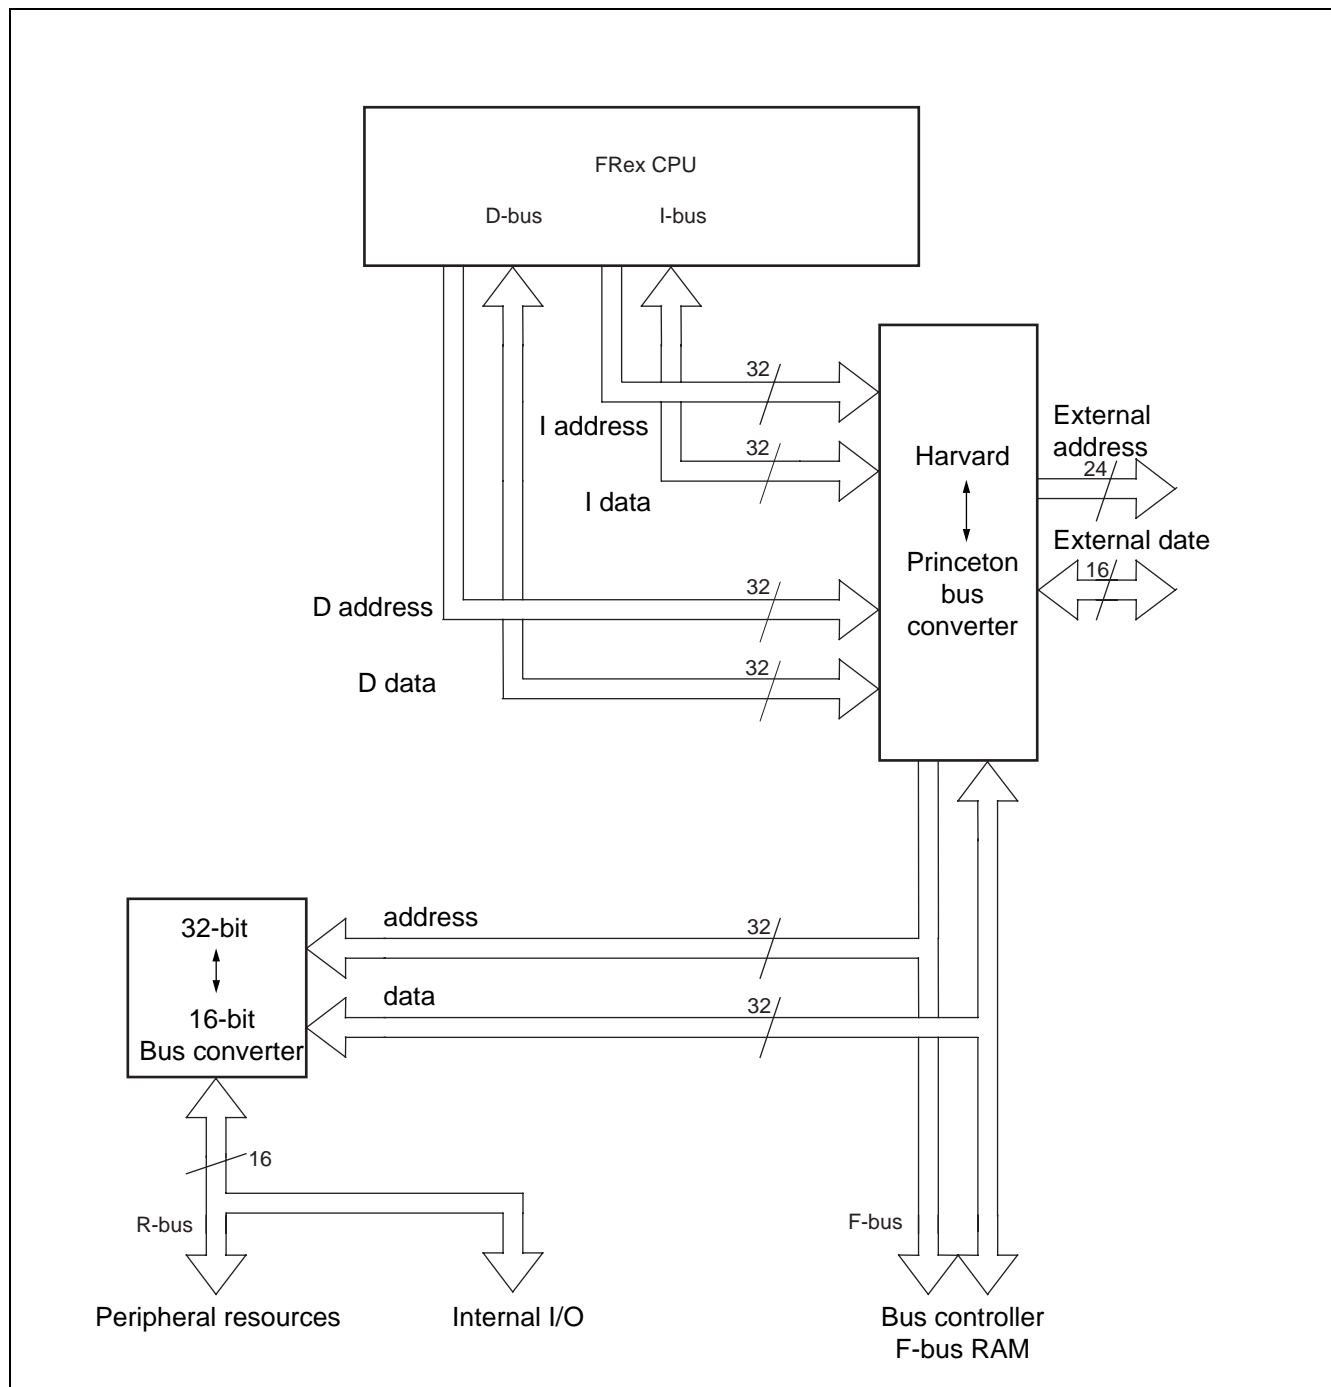 FRex CPU
D-bus
I-bus
32
I address
32
I data
Harvard
Princeton
bus
converter
External
address
24
External date
16
D address
32
D data
32
32-bit
16-bit
Bus converter
address
32
data
32
16
R-bus
F-bus
Peripheral resources
Internal I/O
Bus controller
F-bus RAM